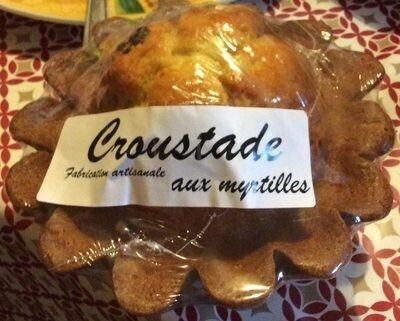 Croustade
Fabrication artisanale
aux myrtilles